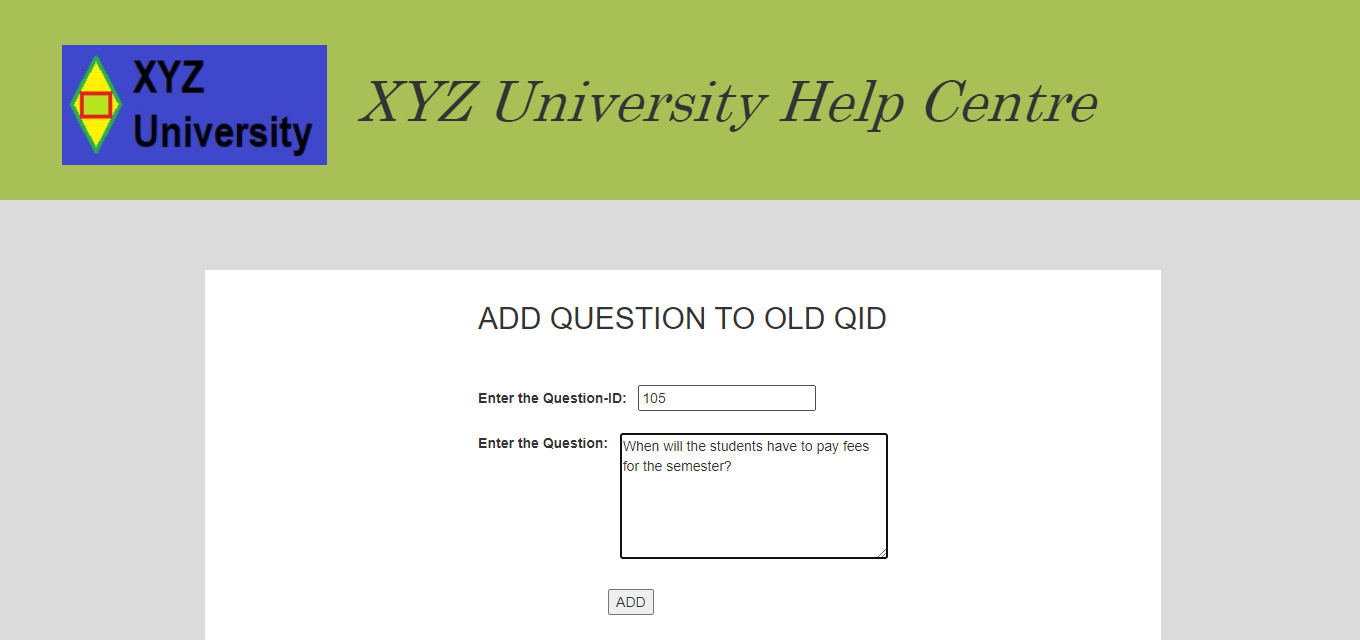 XYZ
University
XYZ University Help Centre
ADD QUESTION TO OLD QID
Enter the Question-ID: 105
Enter the Question: When will the students have to pay fees
for the semester?
ADD